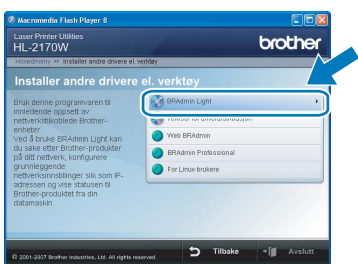 Macromedia Flash Player 8
Laser Printer Utilities
HL-2170W
brother
Hovedmeny >> Installer andre drivere el. verktøy
Installer andre drivere el. verktøy
Bruk denne programvaren til
innledende oppsett av
nettverkstilkoblede Brother-
enheter.
Ved å bruke BRAdmin Light kan
du søke etter Brother-produkter
på ditt nettverk, konfigurere
grunnleggende
nettverksinnstillinger slik som IP-
adressen og vise statusen til
Brother-produktet fra din
datamaskin.
BRAdmin Light
Web BRAdmin
BRAdmin Professional
For Linux-brukere
© 2001-2007 Brother Industries, Ltd. All rights reserved.
Tilbake
Avslutt